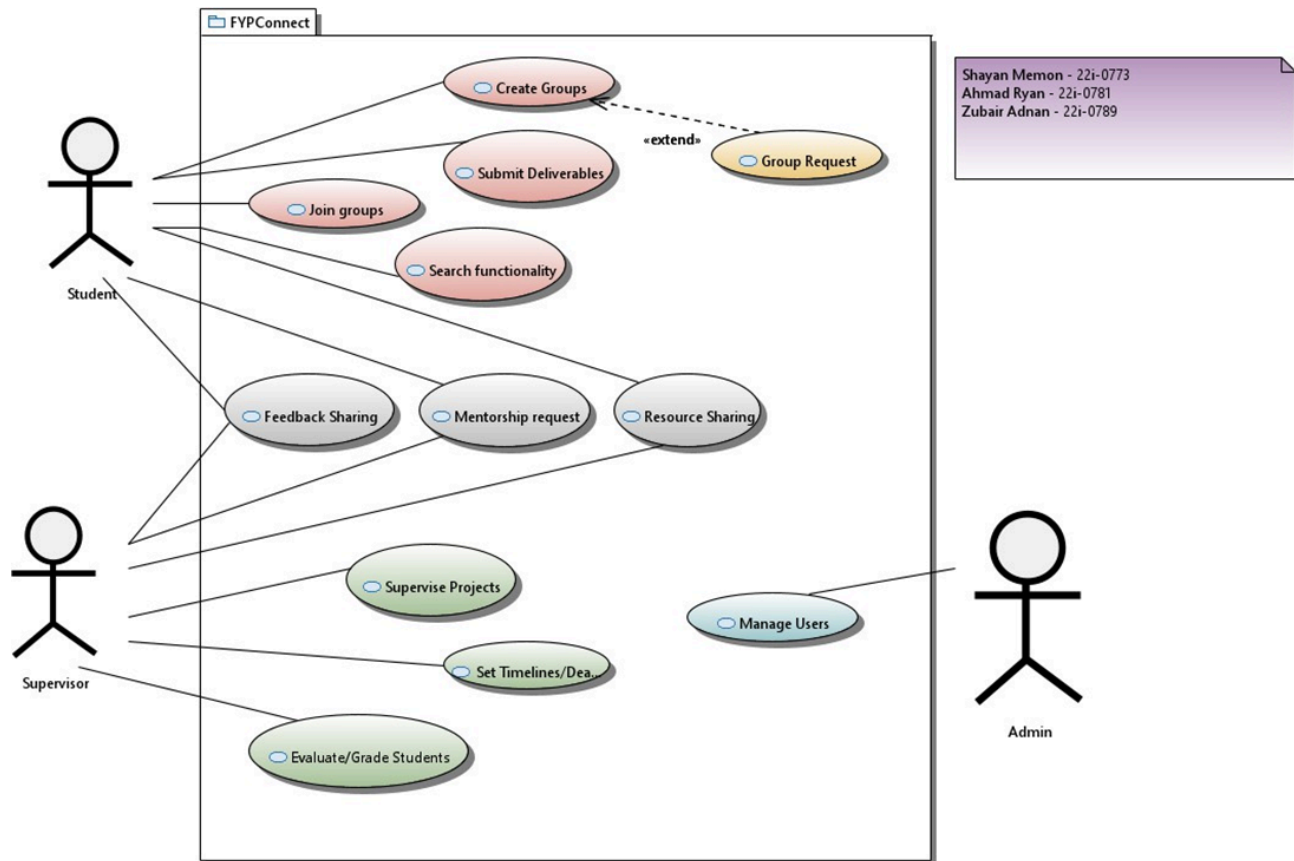 FYPConnect
Shayan Memon - 22i-0773
Ahmad Ryan - 22i-0781
Zubair Adnan - 22i-0789
Create Groups
«extend»
Group Request
Submit Deliverables
Join groups
Search functionality
Student
Feedback Sharing
Mentorship request
Resource Sharing
Supervise Projects
Manage Users
Set Timelines/Dea...
Supervisor
Evaluate/Grade Students
Admin